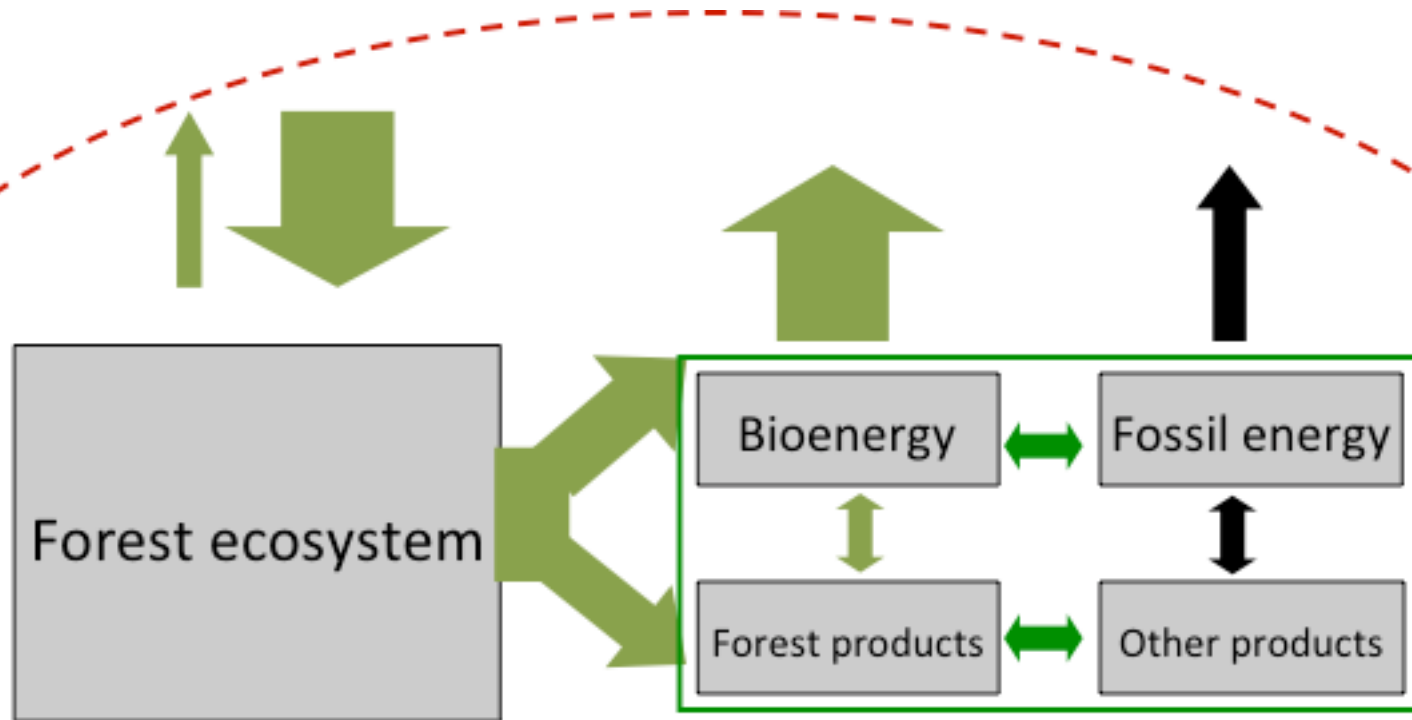 Forest ecosystem
Bioenergy
Fossil energy
Forest products
Other products